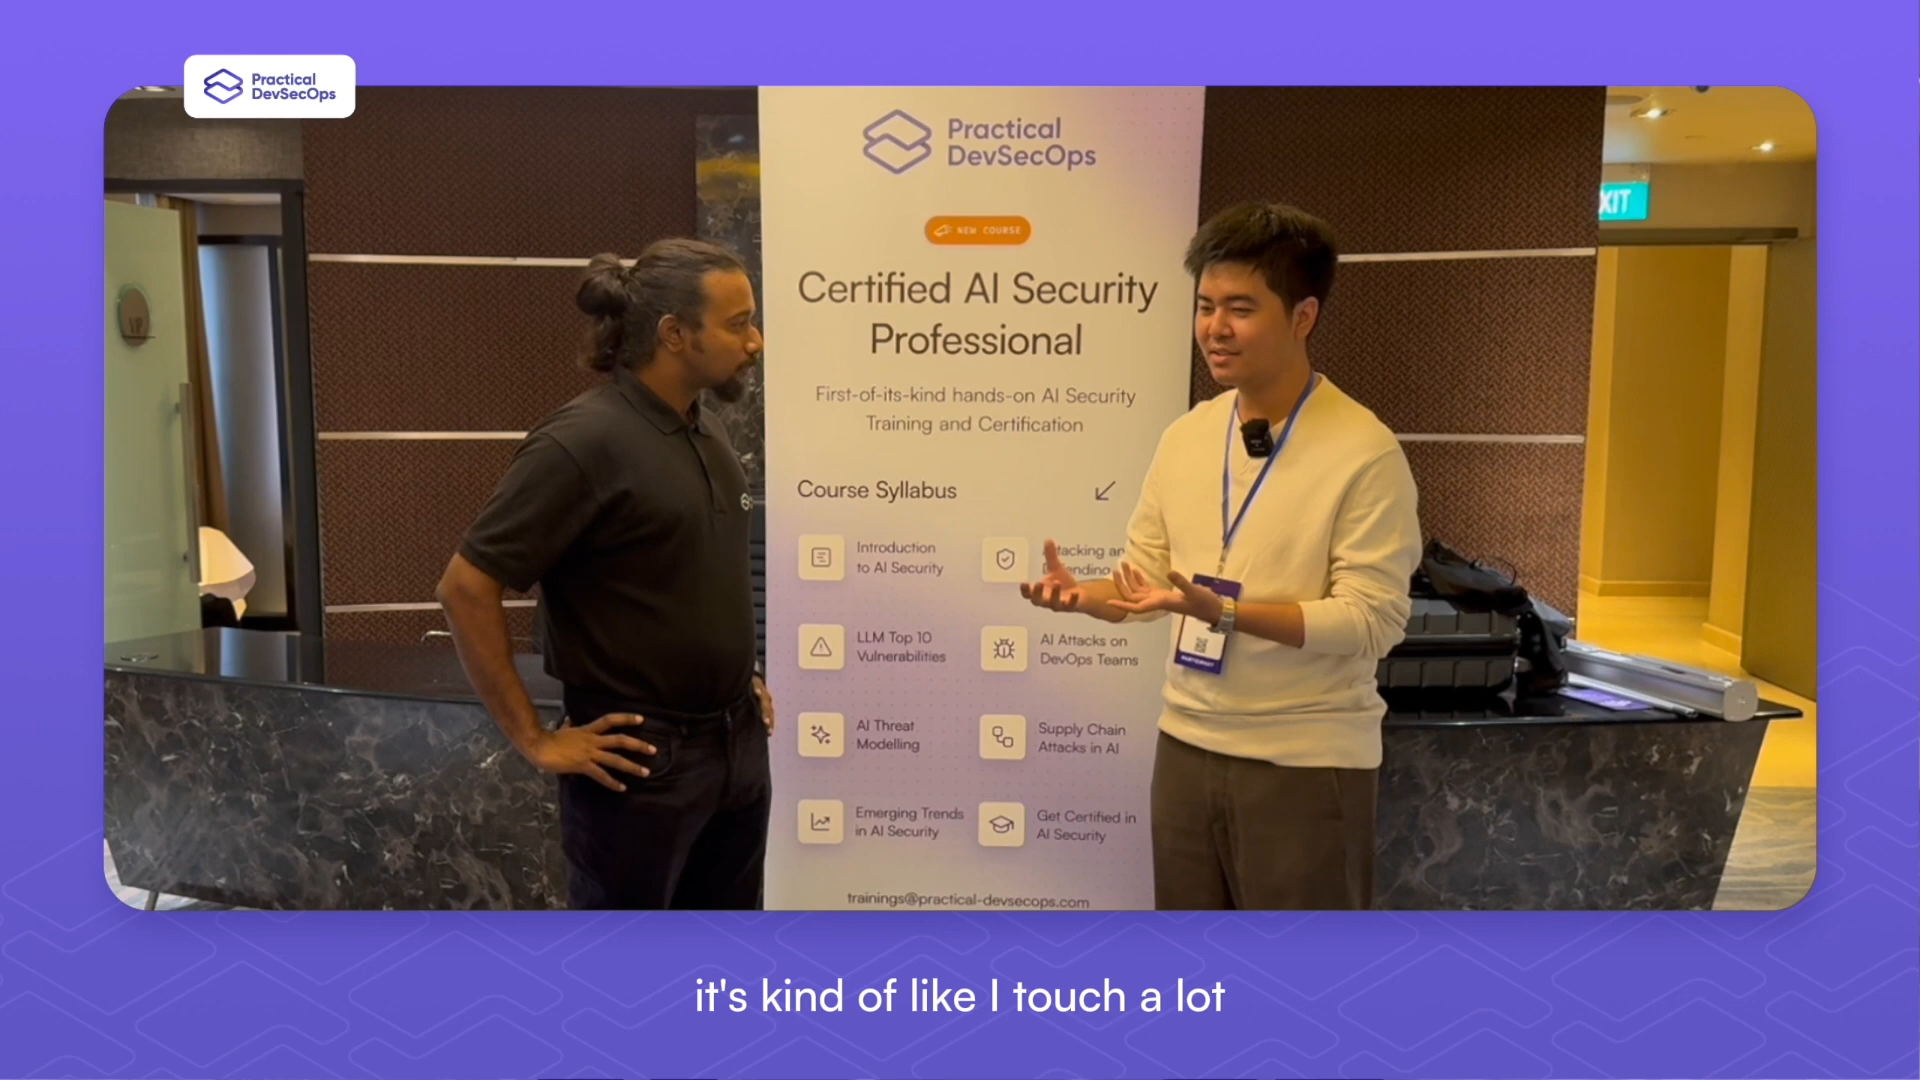 Practical
DevSecOps
Practical
DevSecOps
NEW COURSE
Certified AI Security
Professional
First-of-its-kind hands-on AI Security
Training and Certification
Course Syllabus
Introduction
to AI Security
LLM Top 10
Vulnerabilities
AI Attacks on
DevOps Teams
AI Threat
Modelling
Supply Chain
Attacks in AI
Emerging Trends
in AI Security
Get Certified in
AI Security
trainings@practical-devsecops.com
VIP
it's kind of like I touch a lot